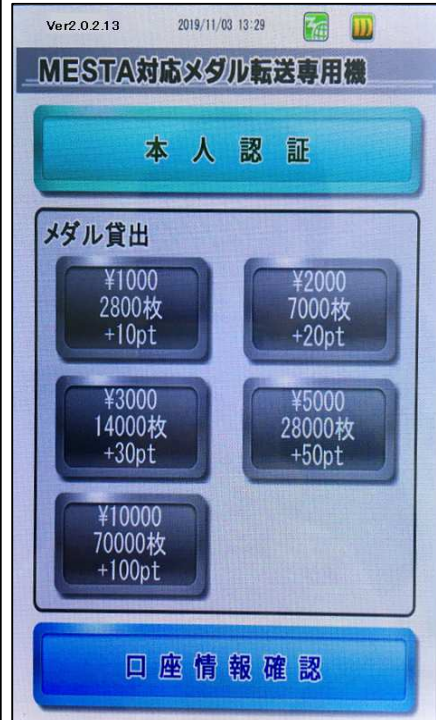 Ver2.0.2.13
2019/11/03 13:29
MESTA対応メダル転送専用機
本人認証
メダル貸出
¥1000
2800枚
+10pt
¥2000
7000枚
+20pt
¥3000
14000枚
+30pt
¥5000
28000枚
+50pt
¥10000
70000枚
+100pt
口座情報確認